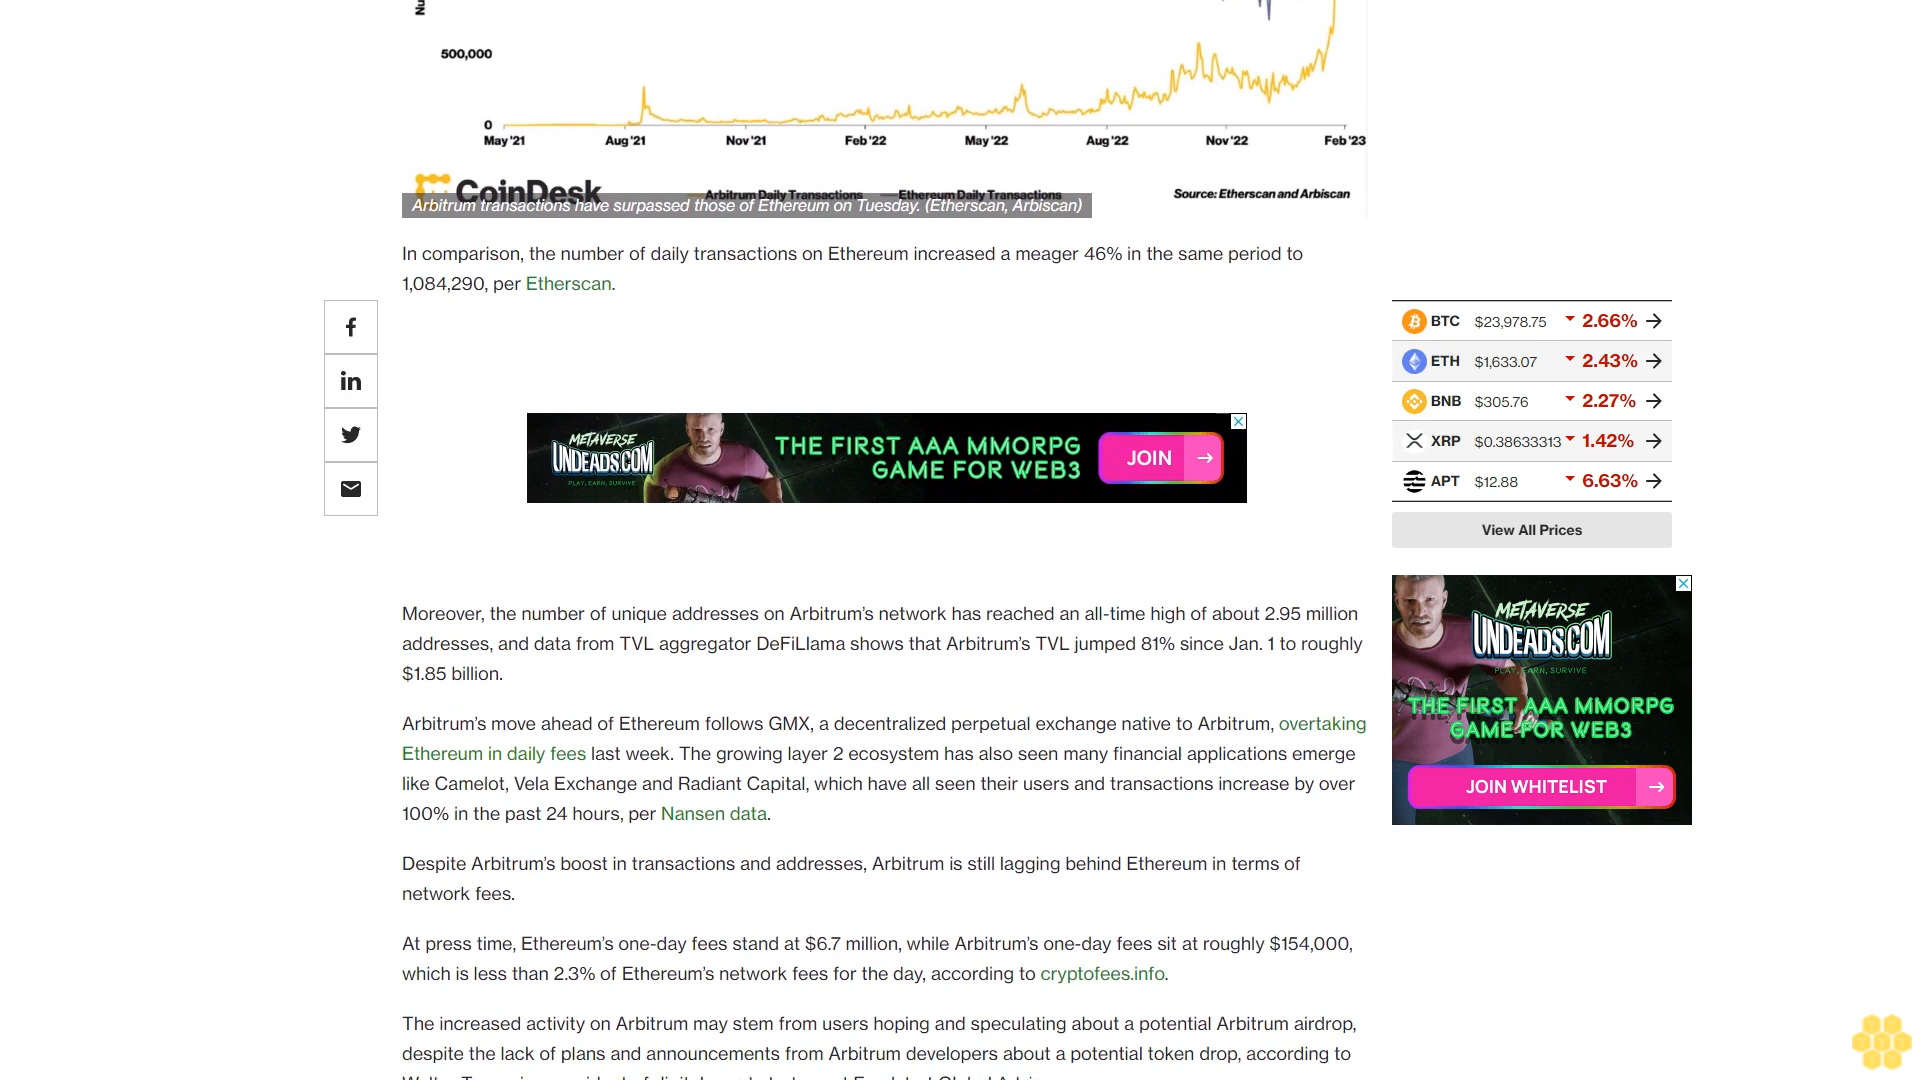 500,000
0
May '21 Aug '21 Nov '21 Feb '22 May '22 Aug '22 Nov '22 Feb '23
CoinDesk Arbitrum Daily Transactions Ethereum Daily Transactions Source: Etherscan and Arbiscan
Arbitrum transactions have surpassed those of Ethereum on Tuesday. (Etherscan, Arbiscan)
In comparison, the number of daily transactions on Ethereum increased a meager 46% in the same period to
1,084,290, per Etherscan.
BTC $23,978.75 2.66%
ETH $1,633.07 2.43%
BNB $305.76 2.27%
XRP $0.38633313 1.42%
APT $12.88 6.63%
View All Prices
METAVERSE
UNDEADS.COM
PLAY, EARN, SURVIVE
THE FIRST AAA MMORPG
GAME FOR WEB3
JOIN
METAVERSE
UNDEADS.COM
PLAY, EARN, SURVIVE
THE FIRST AAA MMORPG
GAME FOR WEB3
JOIN WHITELIST
Moreover, the number of unique addresses on Arbitrum's network has reached an all-time high of about 2.95 million
addresses, and data from TVL aggregator DeFiLlama shows that Arbitrum's TVL jumped 81% since Jan. 1 to roughly
$1.85 billion.
Arbitrum's move ahead of Ethereum follows GMX, a decentralized perpetual exchange native to Arbitrum, overtaking
Ethereum in daily fees last week. The growing layer 2 ecosystem has also seen many financial applications emerge
like Camelot, Vela Exchange and Radiant Capital, which have all seen their users and transactions increase by over
100% in the past 24 hours, per Nansen data.
Despite Arbitrum's boost in transactions and addresses, Arbitrum is still lagging behind Ethereum in terms of
network fees.
At press time, Ethereum's one-day fees stand at $6.7 million, while Arbitrum's one-day fees sit at roughly $154,000,
which is less than 2.3% of Ethereum's network fees for the day, according to cryptofees.info.
The increased activity on Arbitrum may stem from users hoping and speculating about a potential Arbitrum airdrop,
despite the lack of plans and announcements from Arbitrum developers about a potential token drop, according to